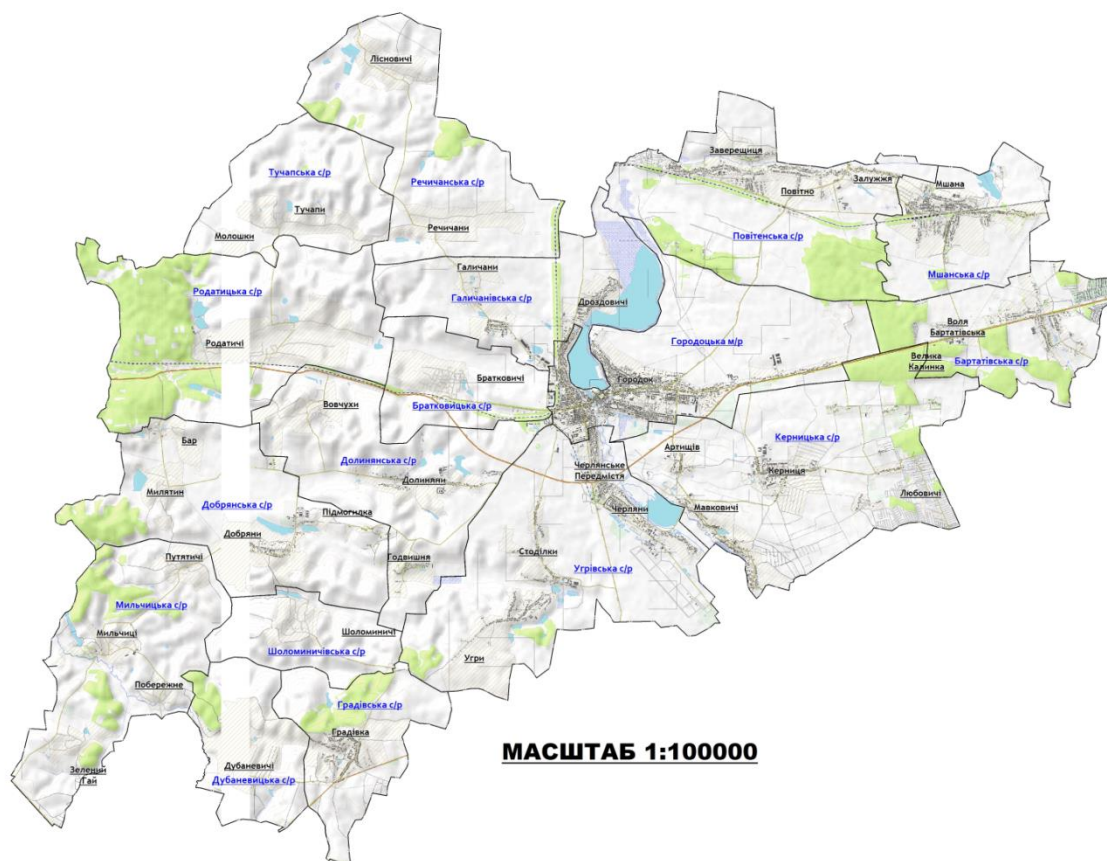 Лісновичі
Заверещиця
Тучапська с/р
Речичанська с/р
Залужжя
Мшана
Повітно
Тучапи
Речичани
Молошки
Повітенська с/р
Галичани
Мшанська с/р
Родатицька с/р
Галичанівська с/р
Дроздовичі
Воля
Бартатівська
Родатичі
Городоцька м/р
Велика
Калинка
Бартатівська с/р
Братковичі
Городок
Вовчухи
Братковицька с/р
Бар
Керницька с/р
Долинянська с/р
Артищів
Долиняни
Черлянське
Передмістя
Керниця
Милятин
Любовичі
Добрянська с/р
Підмогилка
Черляни
Мавковичі
Добряни
Годвишня
Стоділки
Путятичі
Угрівська с/р
Мильчицька с/р
Мильчиці
Шоломиничі
Шоломиничівська с/р
Угри
Побережне
Градівська с/р
Градівка
МАСШТАБ 1:100000
Зелений
Гай
Дубаневичі
Дубаневицька с/р